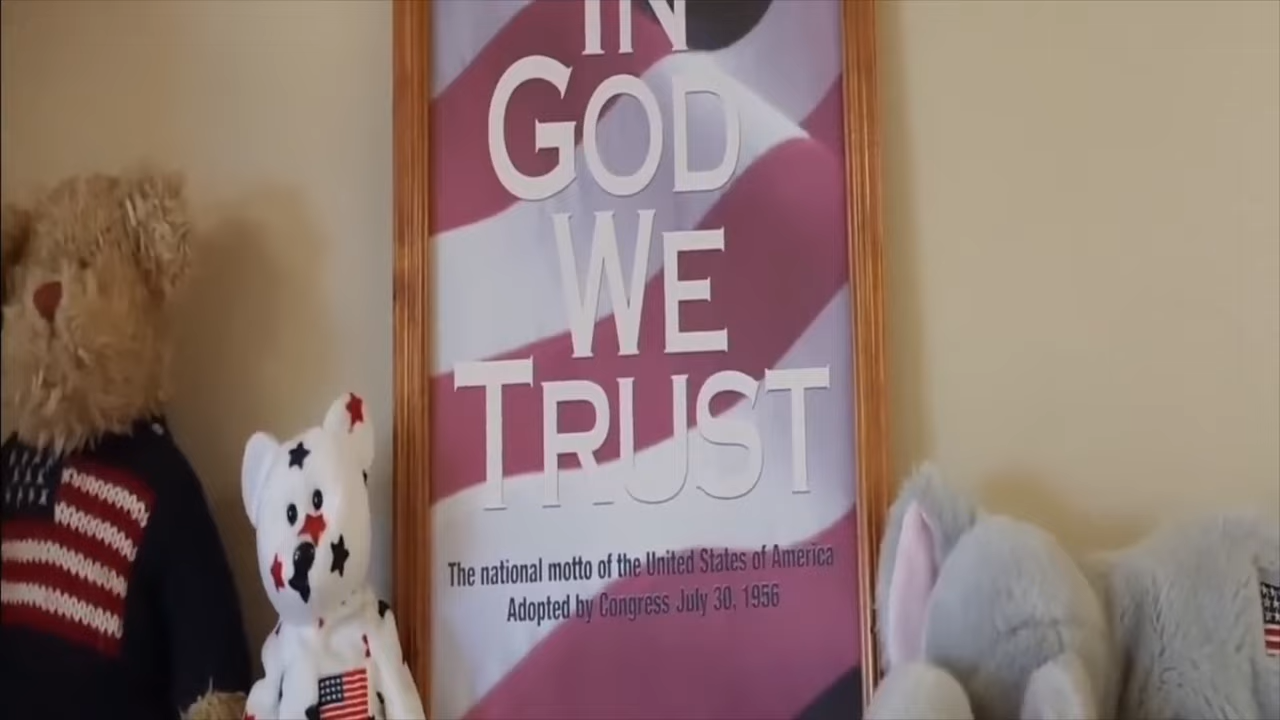 IN
GOD
WE
TRUST
The national motto of the United States of America
Adopted by Congress July 30, 1956